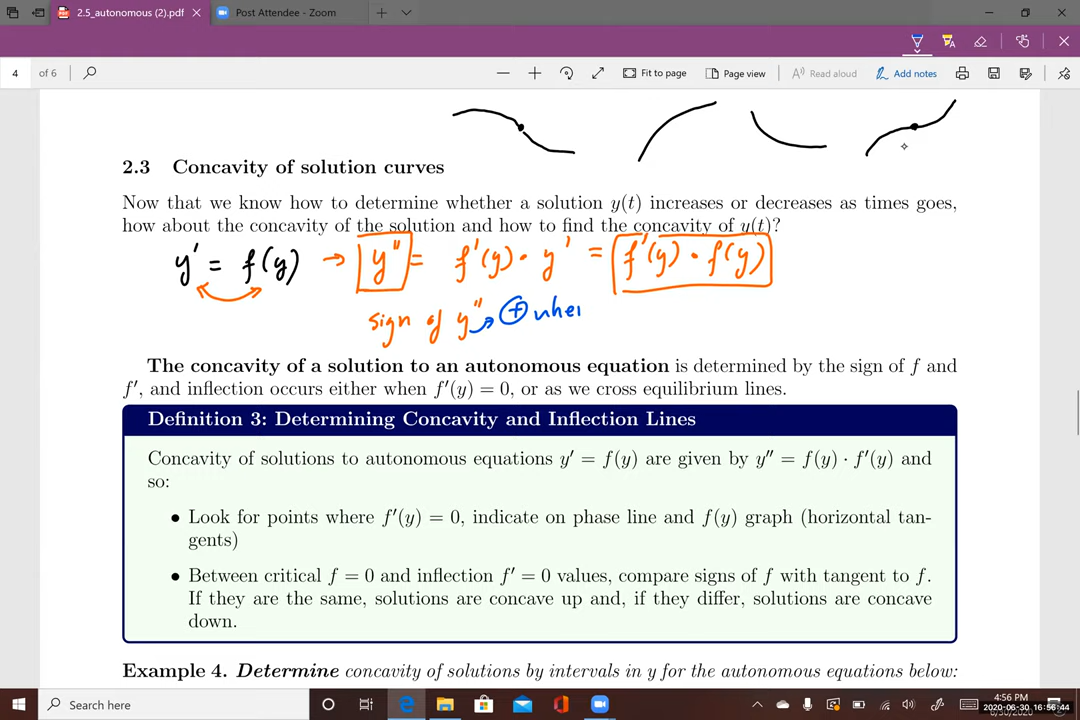 2.5_autonomous (2).pdf
Post Attendee - Zoom
4 of 6
Fit to page
Page view
Read aloud
Add notes
2.3 Concavity of solution curves
Now that we know how to determine whether a solution y(t) increases or decreases as times goes,
how about the concavity of the solution and how to find the concavity of y(t)?
y' = f(y) → y'' = f'(y) · y' = f'(y) · f(y)
sign of y'' → + when
The concavity of a solution to an autonomous equation is determined by the sign of f and
f′, and inflection occurs either when f′(y) = 0, or as we cross equilibrium lines.
Definition 3: Determining Concavity and Inflection Lines
Concavity of solutions to autonomous equations y′ = f(y) are given by y″ = f(y) · f′(y) and
so:
• Look for points where f′(y) = 0, indicate on phase line and f(y) graph (horizontal tan-
gents)
• Between critical f = 0 and inflection f′ = 0 values, compare signs of f with tangent to f.
If they are the same, solutions are concave up and, if they differ, solutions are concave
down.
Example 4. Determine concavity of solutions by intervals in y for the autonomous equations below:
Search here
4:56 PM
2020-06-30 16:56:44